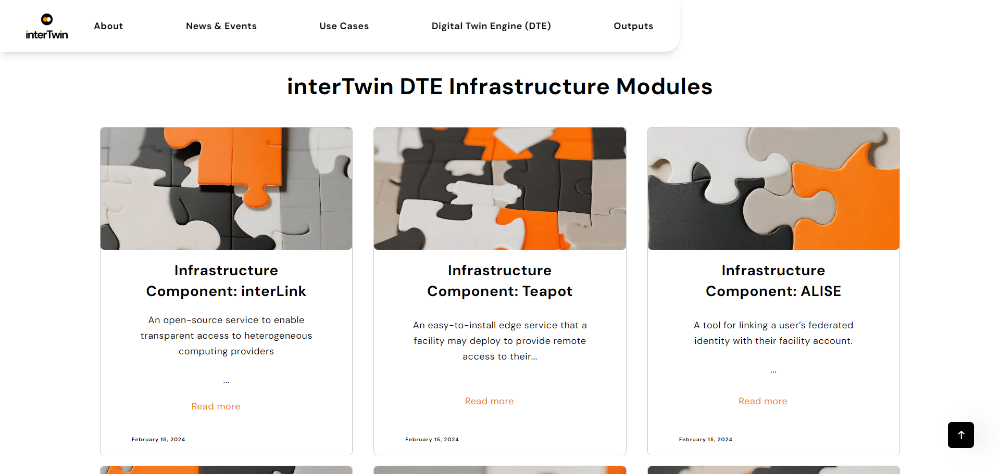 interTwin
About
News & Events
Use Cases
Digital Twin Engine (DTE)
Outputs
interTwin DTE Infrastructure Modules
Infrastructure
Component: interLink
An open-source service to enable
transparent access to heterogeneous
computing providers
...
Read more
February 15, 2024
Infrastructure
Component: Teapot
An easy-to-install edge service that a
facility may deploy to provide remote
access to their...
Read more
February 15, 2024
Infrastructure
Component: ALISE
A tool for linking a user’s federated
identity with their facility account.
...
Read more
February 15, 2024